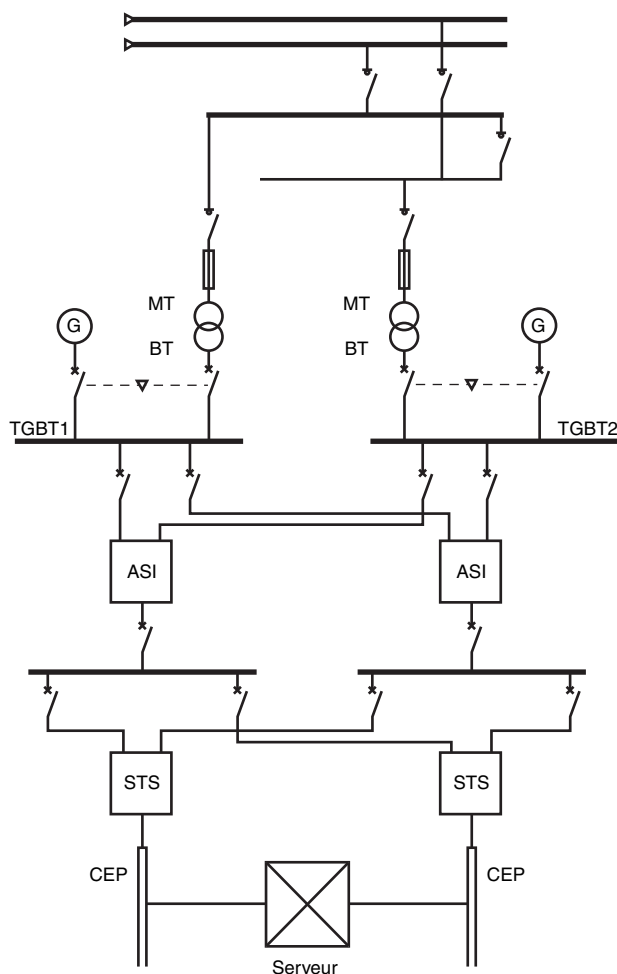 MT
MT
G
G
BT
BT
TGBT1
TGBT2
ASI
ASI
STS
STS
CEP
CEP
Serveur